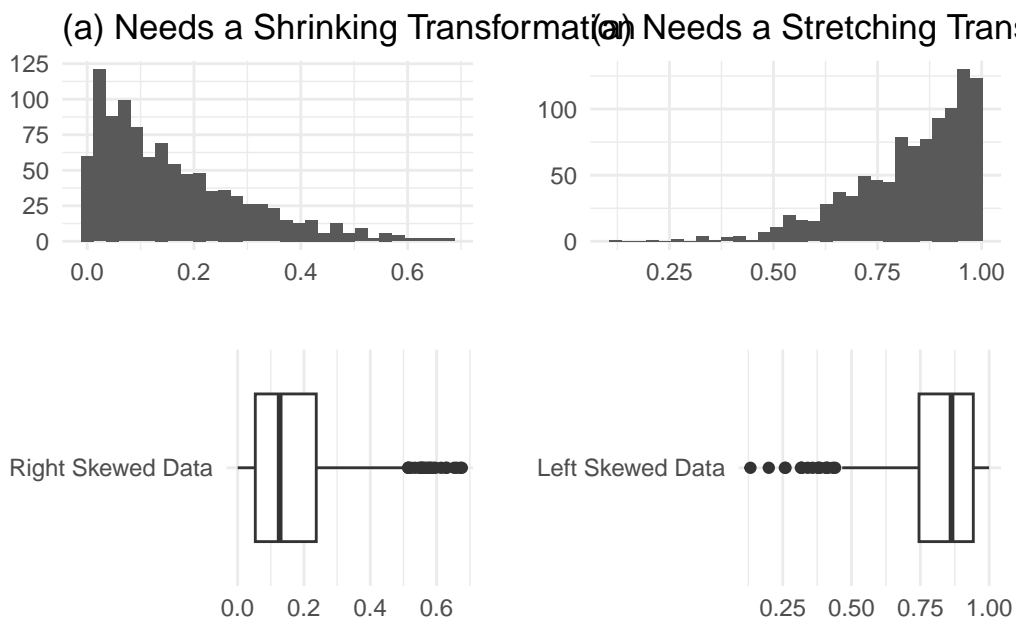 (a) Needs a Shrinking Transformation
125
100
75
50
25
0
0.0 0.2 0.4 0.6
(a) Needs a Stretching Trans
100
50
0
0.25 0.50 0.75 1.00
Right Skewed Data
0.0 0.2 0.4 0.6
Left Skewed Data
0.25 0.50 0.75 1.00